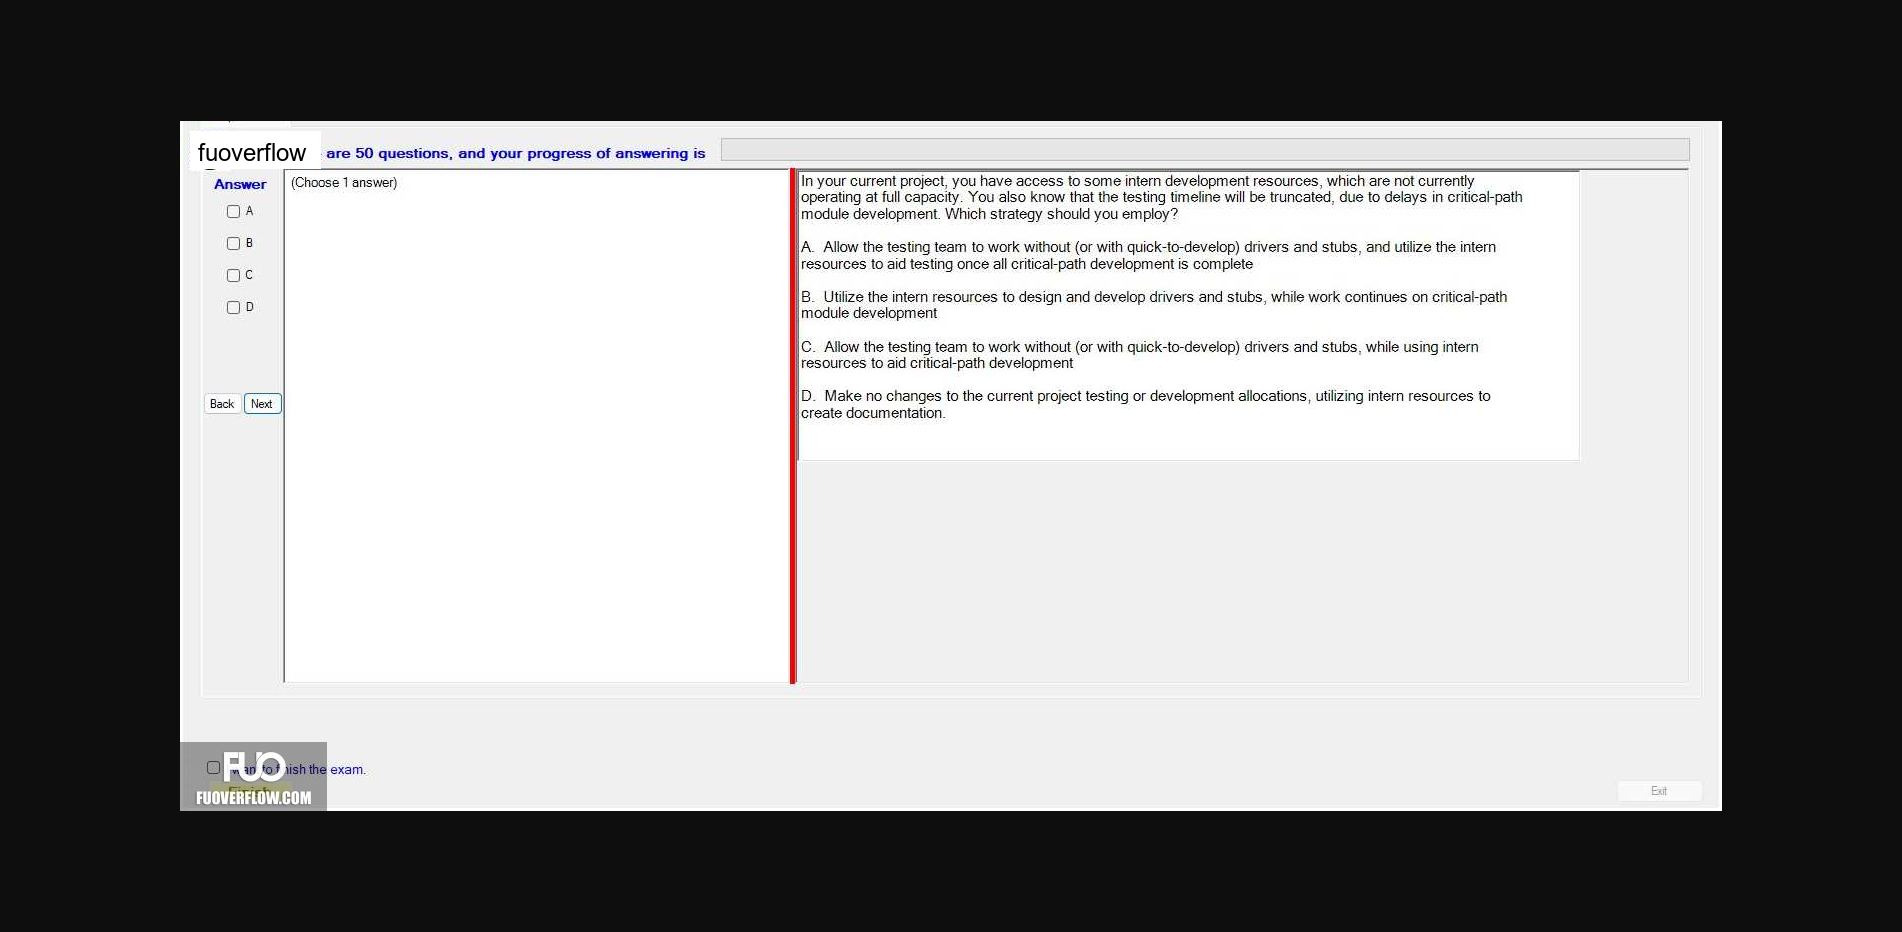 fuoverflow are 50 questions, and your progress of answering is
Answer
(Choose 1 answer)
A
B
C
D
Back Next
In your current project, you have access to some intern development resources, which are not currently
operating at full capacity. You also know that the testing timeline will be truncated, due to delays in critical-path
module development. Which strategy should you employ?
A. Allow the testing team to work without (or with quick-to-develop) drivers and stubs, and utilize the intern
resources to aid testing once all critical-path development is complete
B. Utilize the intern resources to design and develop drivers and stubs, while work continues on critical-path
module development
C. Allow the testing team to work without (or with quick-to-develop) drivers and stubs, while using intern
resources to aid critical-path development
D. Make no changes to the current project testing or development allocations, utilizing intern resources to
create documentation.
FUO
want to finish the exam.
Finish
FUOVERFLOW.COM
Exit